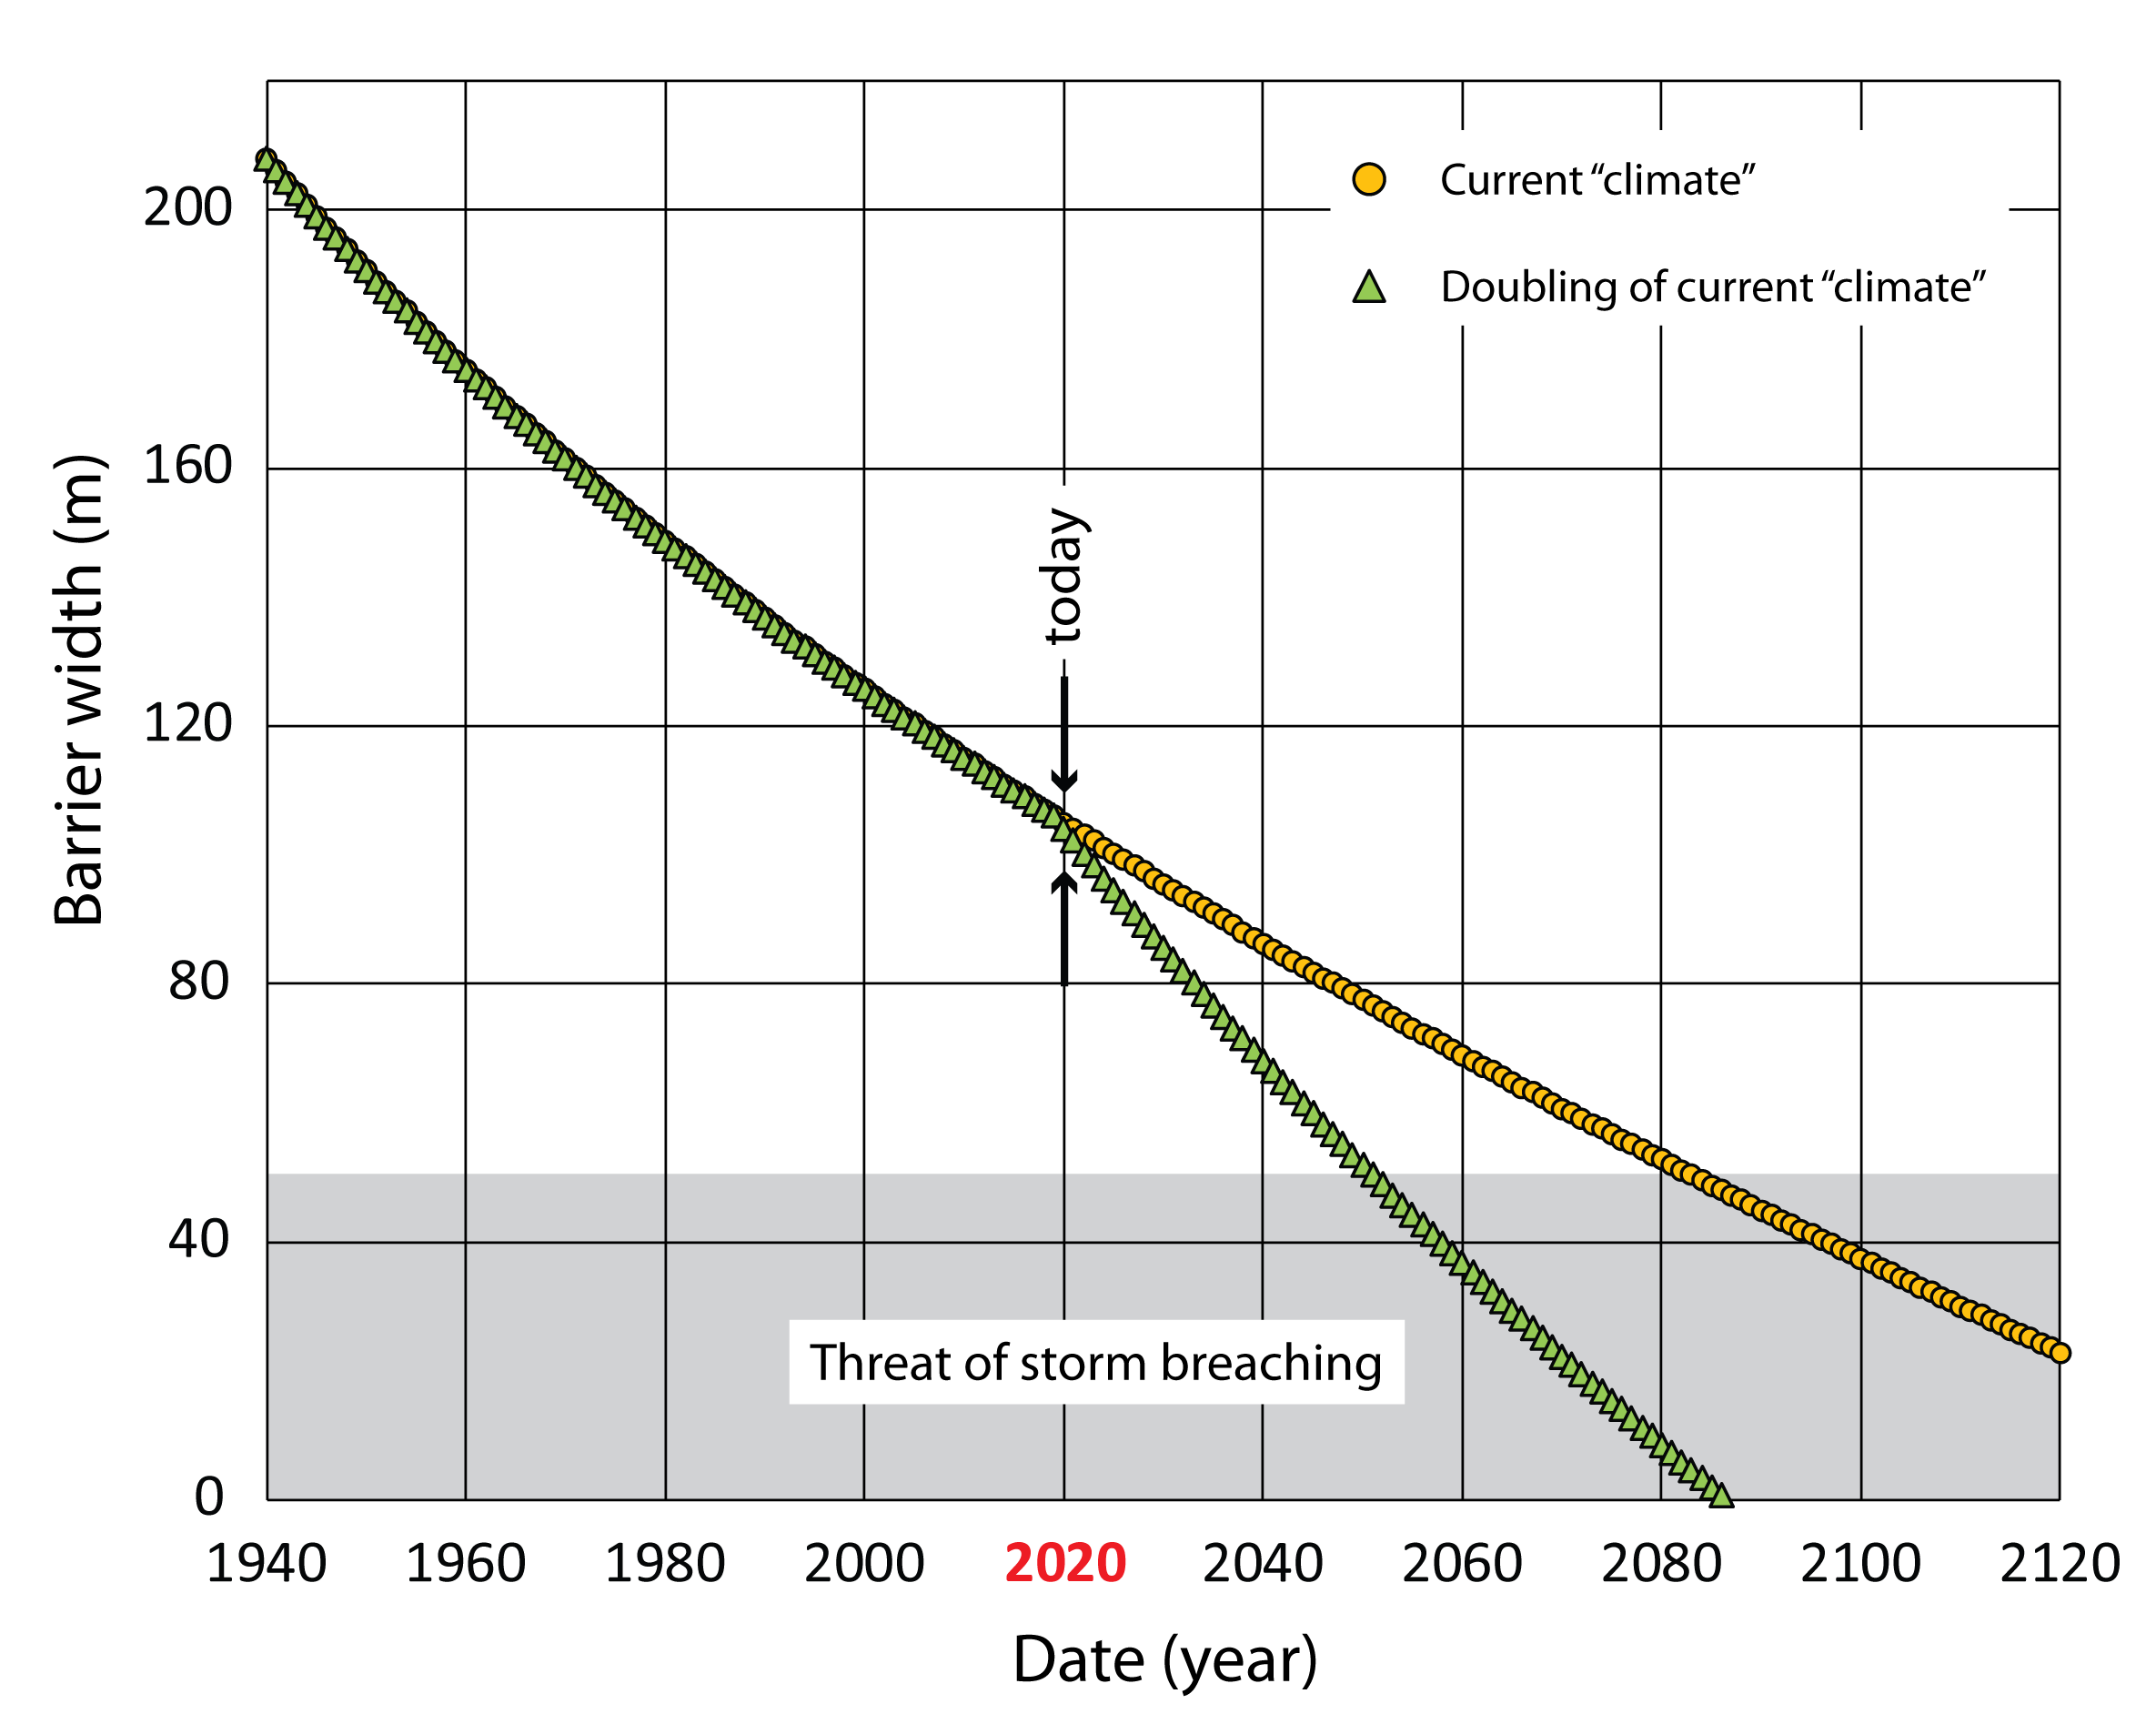 Current “climate”
Doubling of current “climate”
200
160
120
80
40
0
Barrier width (m)
today
Threat of storm breaching
1940 1960 1980 2000 2020 2040 2060 2080 2100 2120
Date (year)